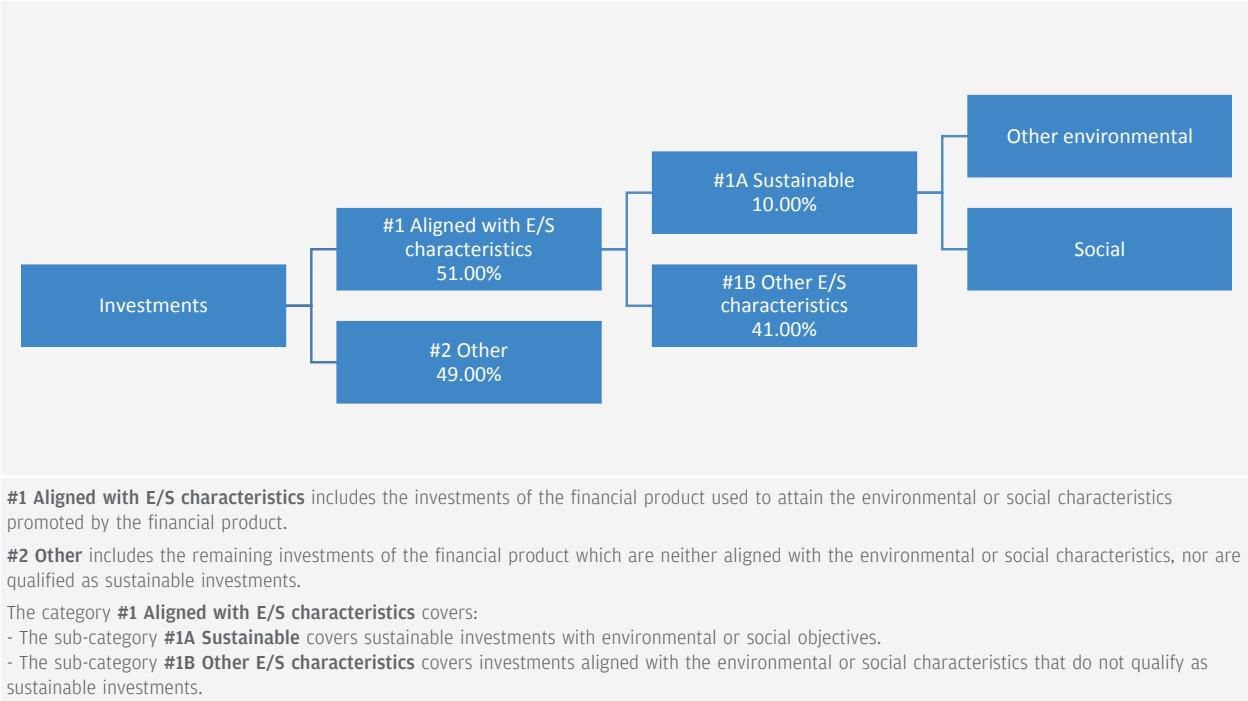 Investments
#1 Aligned with E/S
characteristics
51.00%
#2 Other
49.00%
#1A Sustainable
10.00%
#1B Other E/S
characteristics
41.00%
Other environmental
Social
#1 Aligned with E/S characteristics includes the investments of the financial product used to attain the environmental or social characteristics
promoted by the financial product.
#2 Other includes the remaining investments of the financial product which are neither aligned with the environmental or social characteristics, nor are
qualified as sustainable investments.
The category #1 Aligned with E/S characteristics covers:
- The sub-category #1A Sustainable covers sustainable investments with environmental or social objectives.
- The sub-category #1B Other E/S characteristics covers investments aligned with the environmental or social characteristics that do not qualify as
sustainable investments.